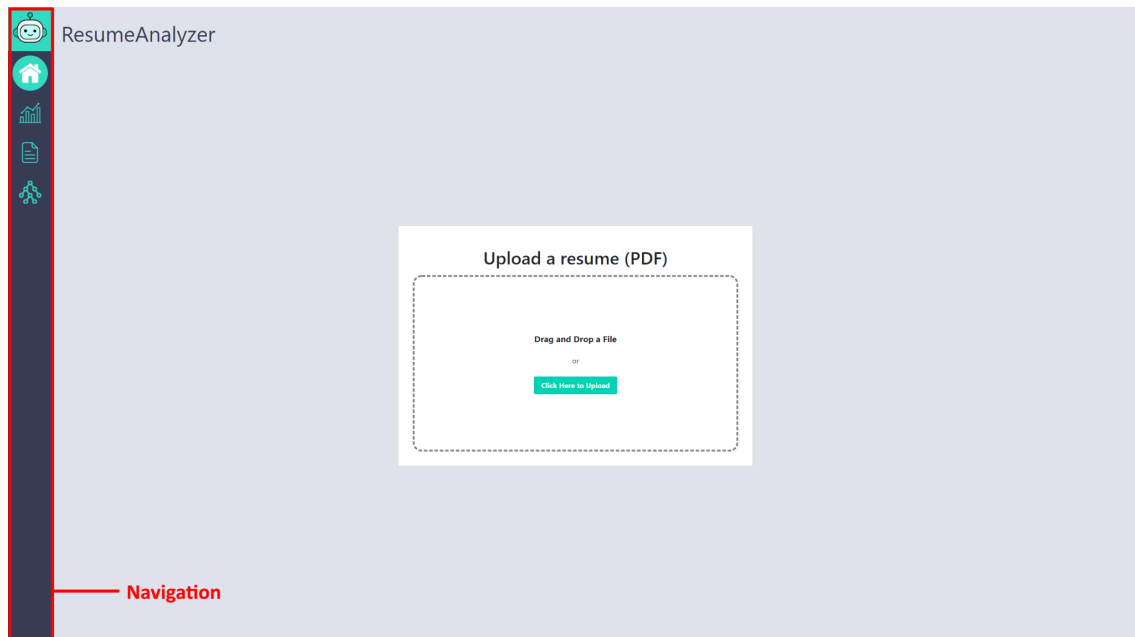 ResumeAnalyzer
Upload a resume (PDF)
Drag and Drop a File
or
Click Here to Upload
Navigation